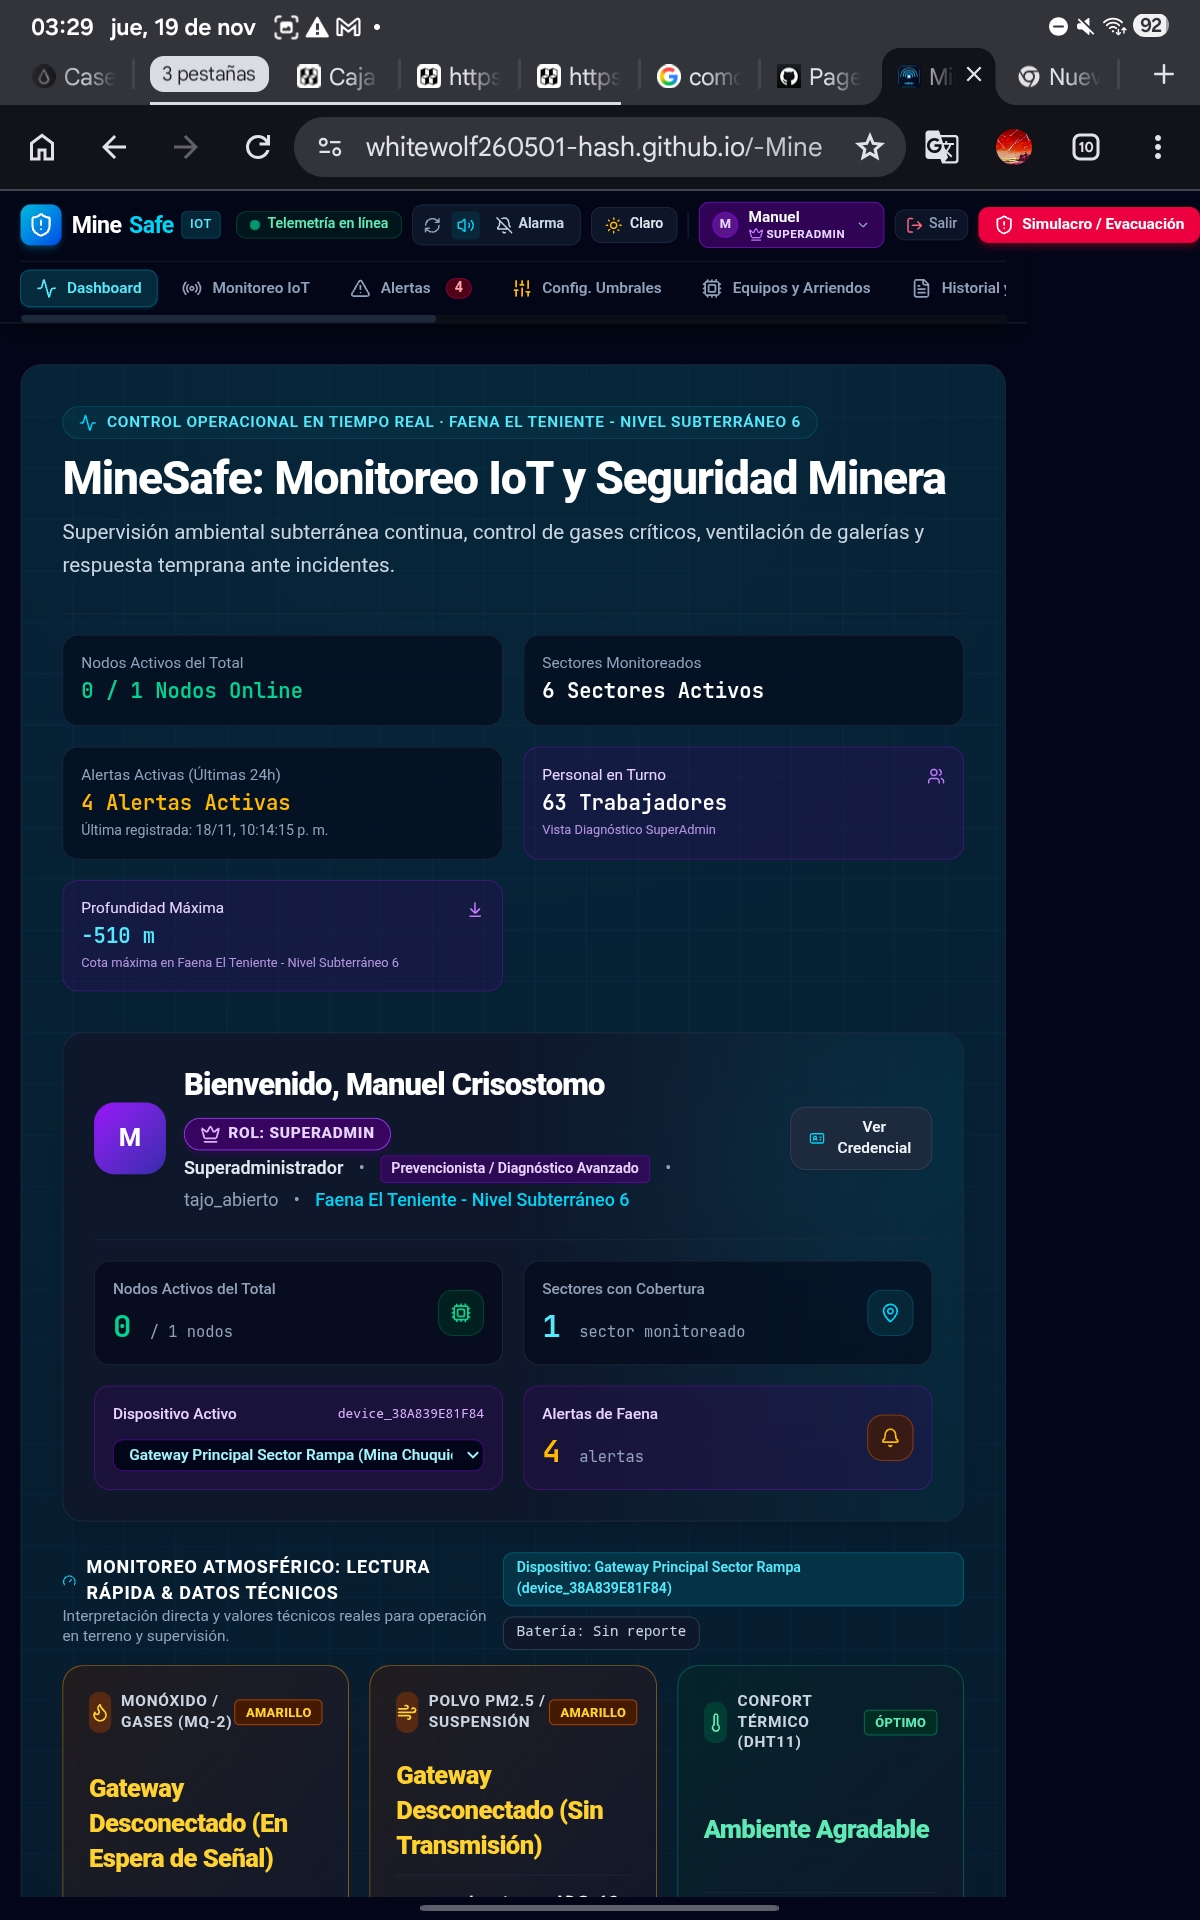 03:29 jue, 19 de nov 92
Case 3 pestañas Caja https https como Page Mi Nuev
whitewolf260501-hash.github.io/-Mine 10
Mine Safe IOT Telemetría en línea Alarma Claro M Manuel SUPERADMIN Salir Simulacro / Evacuación
Dashboard Monitoreo IoT Alertas 4 Config. Umbrales Equipos y Arriendos Historial y
CONTROL OPERACIONAL EN TIEMPO REAL · FAENA EL TENIENTE - NIVEL SUBTERRÁNEO 6
MineSafe: Monitoreo IoT y Seguridad Minera
Supervisión ambiental subterránea continua, control de gases críticos, ventilación de galerías y
respuesta temprana ante incidentes.
Nodos Activos del Total
0 / 1 Nodos Online
Sectores Monitoreados
6 Sectores Activos
Alertas Activas (Últimas 24h)
4 Alertas Activas
Última registrada: 18/11, 10:14:15 p. m.
Personal en Turno
63 Trabajadores
Vista Diagnóstico SuperAdmin
Profundidad Máxima
-510 m
Cota máxima en Faena El Teniente - Nivel Subterráneo 6
M
Bienvenido, Manuel Crisostomo
ROL: SUPERADMIN
Superadministrador • Prevencionista / Diagnóstico Avanzado •
tajo_abierto • Faena El Teniente - Nivel Subterráneo 6
Ver
Credencial
Nodos Activos del Total
0 / 1 nodos
Sectores con Cobertura
1 sector monitoreado
Dispositivo Activo device_38A839E81F84
Gateway Principal Sector Rampa (Mina Chuqui
Alertas de Faena
4 alertas
MONITOREO ATMOSFÉRICO: LECTURA
RÁPIDA & DATOS TÉCNICOS
Interpretación directa y valores técnicos reales para operación
en terreno y supervisión.
Dispositivo: Gateway Principal Sector Rampa
(device_38A839E81F84)
Batería: Sin reporte
MONÓXIDO /
GASES (MQ-2)
AMARILLO
Gateway
Desconectado (En
Espera de Señal)
POLVO PM2.5 /
SUSPENSIÓN
AMARILLO
Gateway
Desconectado (Sin
Transmisión)
CONFORT
TÉRMICO
(DHT11)
ÓPTIMO
Ambiente Agradable